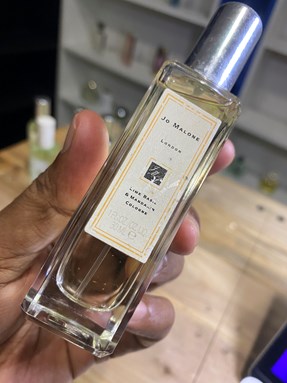 JO MALONE
LONDON
LIME BASIL
& MANDARIN
COLOGNE